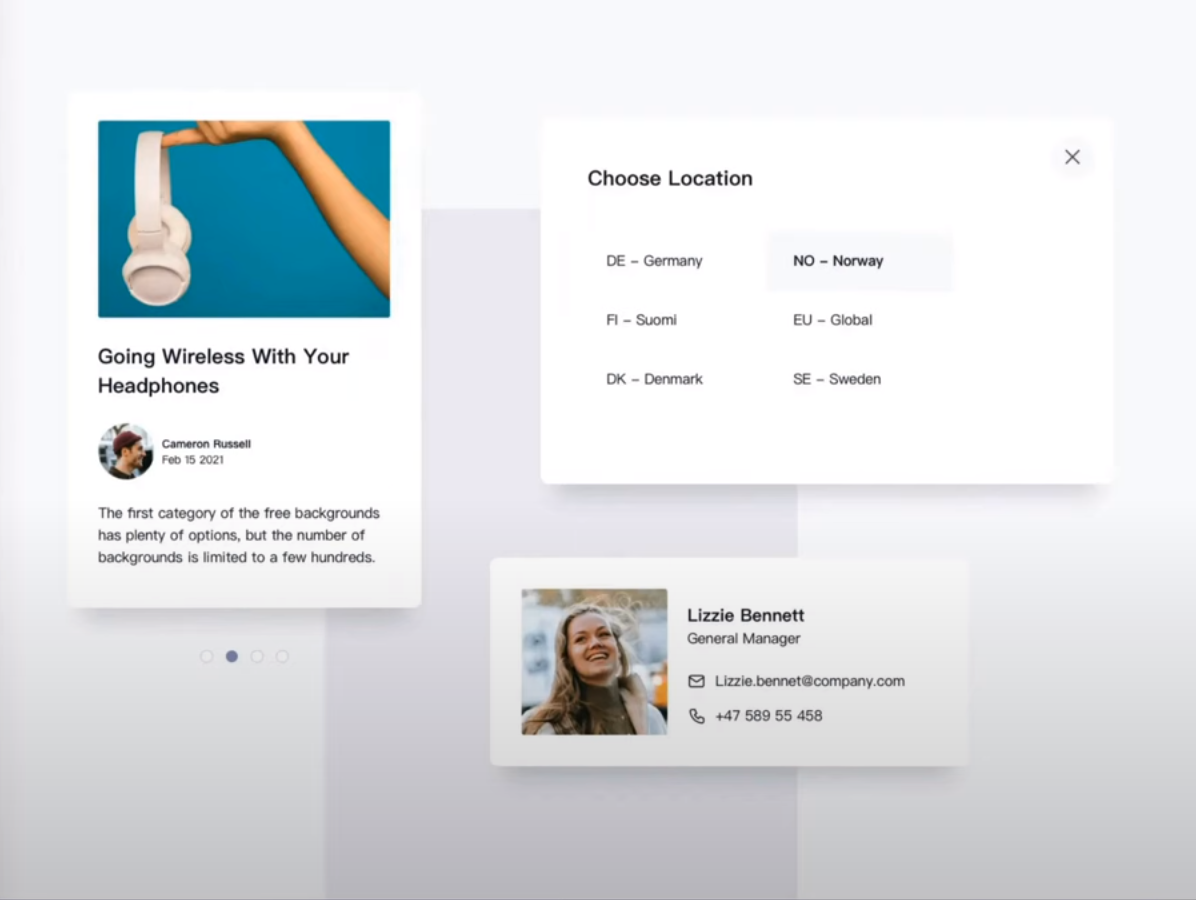 Going Wireless With Your
Headphones
Cameron Russell
Feb 15 2021
The first category of the free backgrounds
has plenty of options, but the number of
backgrounds is limited to a few hundreds.
Choose Location
DE – Germany
NO – Norway
FI – Suomi
EU – Global
DK – Denmark
SE – Sweden
Lizzie Bennett
General Manager
Lizzie.bennet@company.com
+47 589 55 458